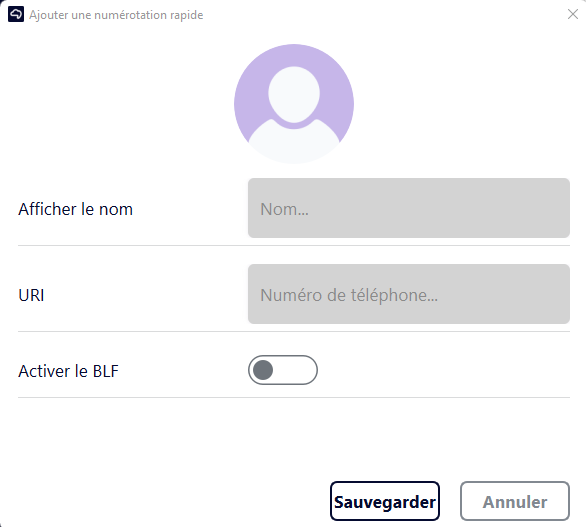 Ajouter une numérotation rapide
Afficher le nom
Nom...
URI
Numéro de téléphone...
Activer le BLF
Sauvegarder
Annuler